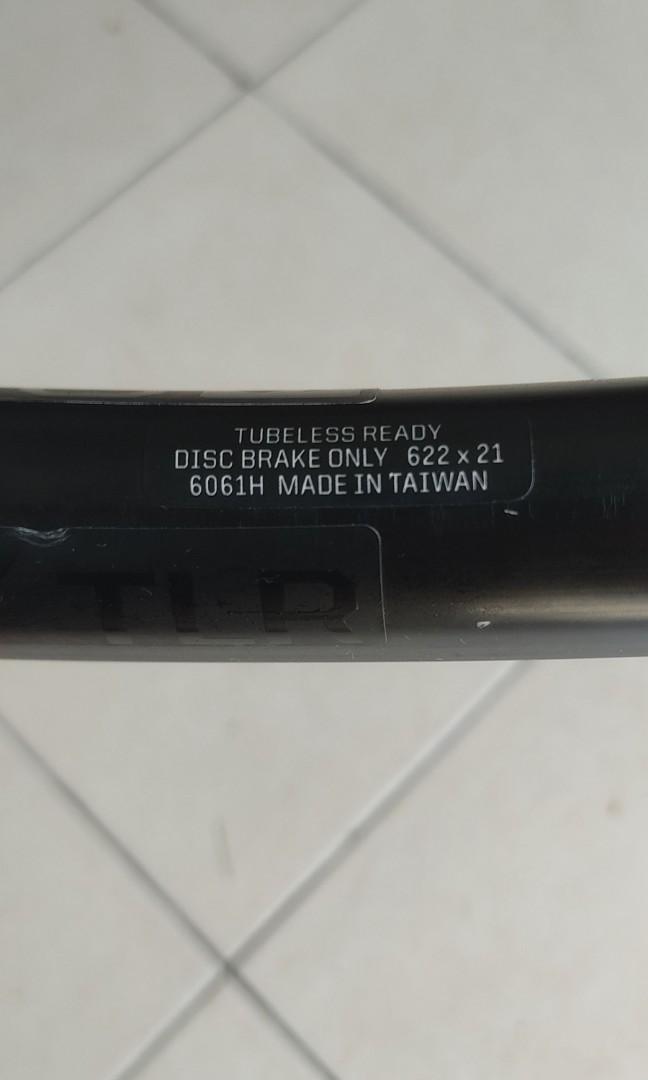 TUBELESS READY
DISC BRAKE ONLY 622 x 21
6061H MADE IN TAIWAN
TLR